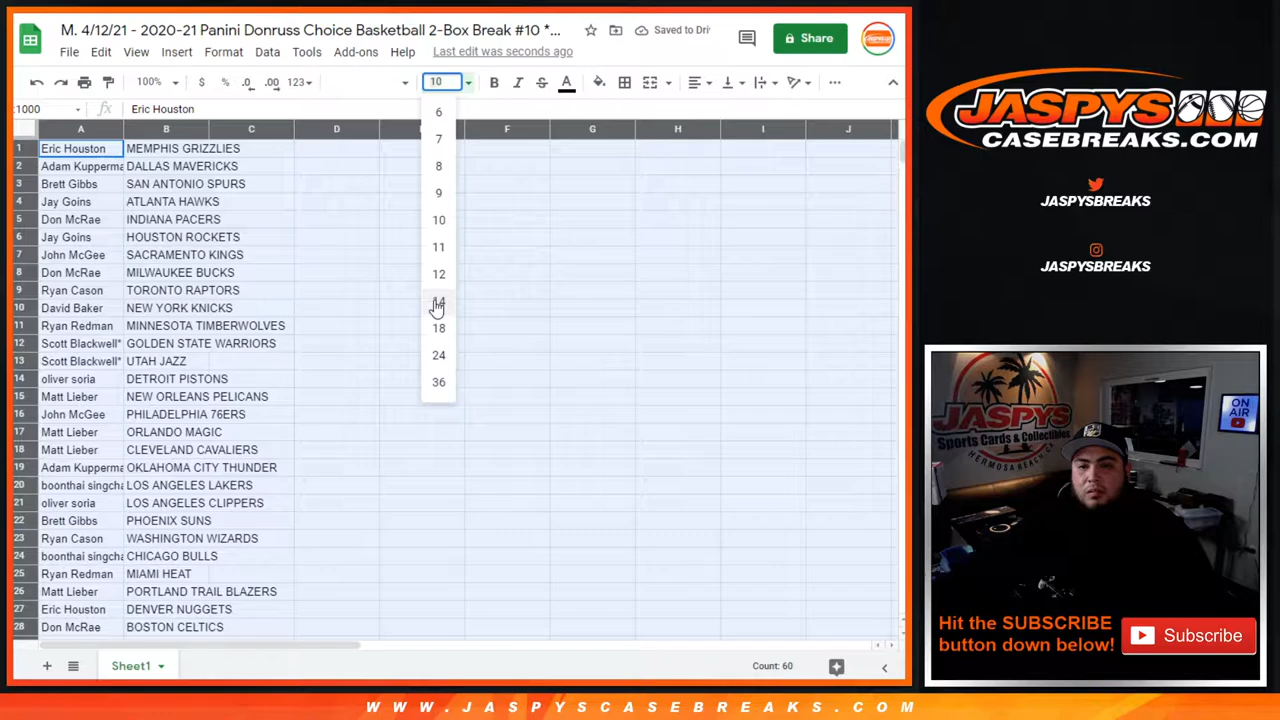 M. 4/12/21 - 2020-21 Panini Donruss Choice Basketball 2-Box Break #10 *...
Saved to Dri
Share
File Edit View Insert Format Data Tools Add-ons Help Last edit was seconds ago
100% $ % .0 .00 123 10
:1000 fx Eric Houston
A B C D F G H I J
1 Eric Houston MEMPHIS GRIZZLIES
2 Adam Kupperma DALLAS MAVERICKS
3 Brett Gibbs SAN ANTONIO SPURS
4 Jay Goins ATLANTA HAWKS
5 Don McRae INDIANA PACERS
6 Jay Goins HOUSTON ROCKETS
7 John McGee SACRAMENTO KINGS
8 Don McRae MILWAUKEE BUCKS
9 Ryan Cason TORONTO RAPTORS
10 David Baker NEW YORK KNICKS
11 Ryan Redman MINNESOTA TIMBERWOLVES
12 Scott Blackwell* GOLDEN STATE WARRIORS
13 Scott Blackwell* UTAH JAZZ
14 oliver soria DETROIT PISTONS
15 Matt Lieber NEW ORLEANS PELICANS
16 John McGee PHILADELPHIA 76ERS
17 Matt Lieber ORLANDO MAGIC
18 Matt Lieber CLEVELAND CAVALIERS
19 Adam Kupperma OKLAHOMA CITY THUNDER
20 boonthai singcha LOS ANGELES LAKERS
21 oliver soria LOS ANGELES CLIPPERS
22 Brett Gibbs PHOENIX SUNS
23 Ryan Cason WASHINGTON WIZARDS
24 boonthai singcha CHICAGO BULLS
25 Ryan Redman MIAMI HEAT
26 Matt Lieber PORTLAND TRAIL BLAZERS
27 Eric Houston DENVER NUGGETS
28 Don McRae BOSTON CELTICS
6
7
8
9
10
11
12
14
18
24
36
Sheet1
Count: 60
JASPYS
CASEBREAKS.COM
JASPYSBREAKS
JASPYSBREAKS
JASPYS
Sports Cards & Collectibles
HERMOSA BEACH, CA
ON
AIR
Hit the SUBSCRIBE
button down below!
Subscribe
WWW.JASPYSCASEBREAKS.COM